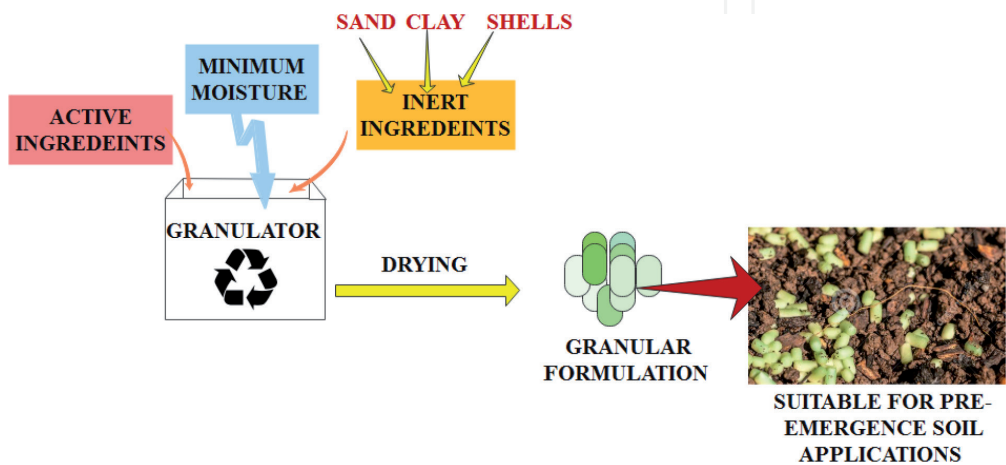 SAND CLAY SHELLS
MINIMUM
MOISTURE
INERT
INGREDEINTS
ACTIVE
INGREDEINTS
GRANULATOR
DRYING
GRANULAR
FORMULATION
SUITABLE FOR PRE-
EMERGENCE SOIL
APPLICATIONS